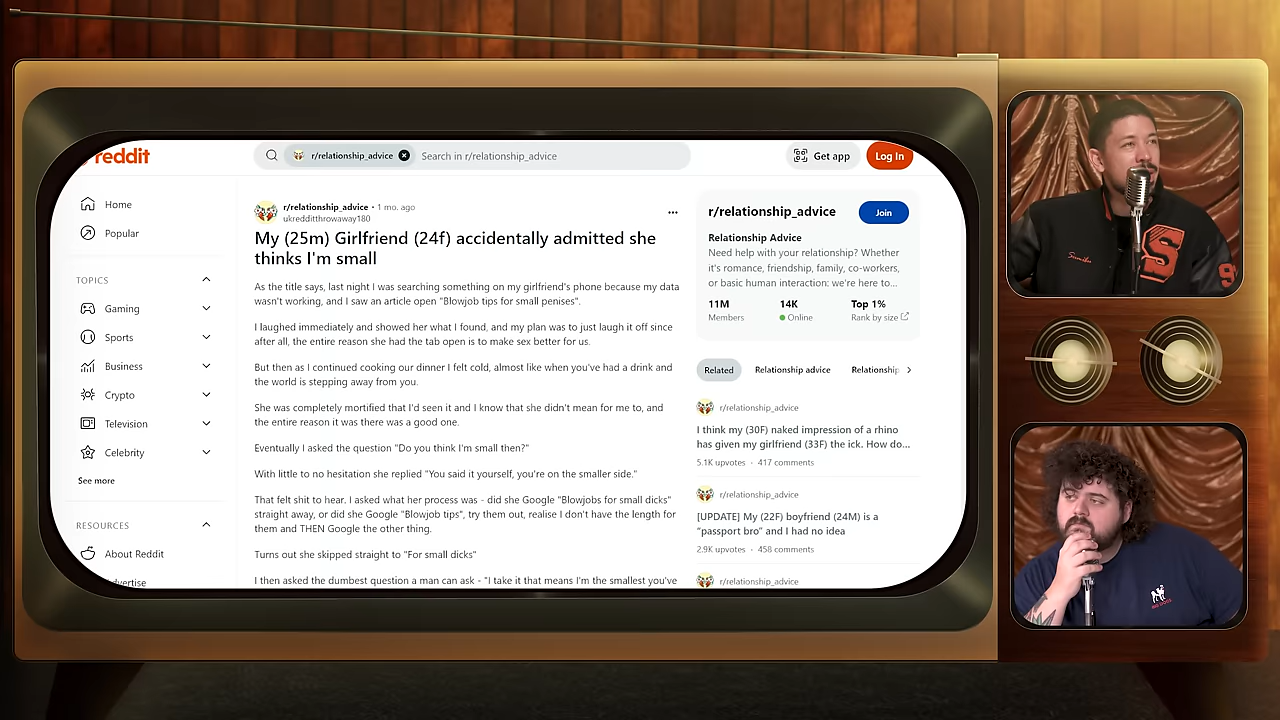 reddit
r/relationship_advice
Search in r/relationship_advice
Get app
Log In
Home
Popular
TOPICS
Gaming
Sports
Business
Crypto
Television
Celebrity
See more
RESOURCES
About Reddit
Advertise
r/relationship_advice • 1 mo. ago
ukredditthrowaway180
My (25m) Girlfriend (24f) accidentally admitted she
thinks I'm small
As the title says, last night I was searching something on my girlfriend's phone because my data
wasn't working, and I saw an article open "Blowjob tips for small penises".
I laughed immediately and showed her what I found, and my plan was to just laugh it off since
after all, the entire reason she had the tab open is to make sex better for us.
But then as I continued cooking our dinner I felt cold, almost like when you've had a drink and
the world is stepping away from you.
She was completely mortified that I'd seen it and I know that she didn't mean for me to, and
the entire reason it was there was a good one.
Eventually I asked the question "Do you think I'm small then?"
With little to no hesitation she replied "You said it yourself, you're on the smaller side."
That felt shit to hear. I asked what her process was - did she Google "Blowjobs for small dicks"
straight away, or did she Google "Blowjob tips", try them out, realise I don't have the length for
them and THEN Google the other thing.
Turns out she skipped straight to "For small dicks"
I then asked the dumbest question a man can ask - "I take it that means I'm the smallest you've
r/relationship_advice
Join
Relationship Advice
Need help with your relationship? Whether
it's romance, friendship, family, co-workers,
or basic human interaction: we're here to...
11M
Members
14K
Online
Top 1%
Rank by size
Related
Relationship advice
Relationship
r/relationship_advice
I think my (30F) naked impression of a rhino
has given my girlfriend (33F) the ick. How do...
5.1K upvotes · 417 comments
r/relationship_advice
[UPDATE] My (22F) boyfriend (24M) is a
"passport bro" and I had no idea
2.9K upvotes · 458 comments
r/relationship_advice
S
9